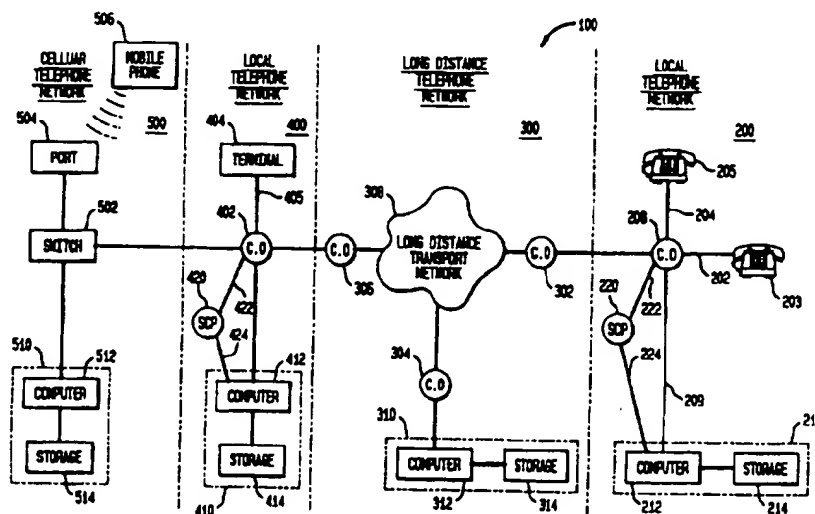 506
MOBILE
PHONE
CELLUAR
TELEPHONE
NETWORK
500
504
PORT
502
SWITCH
510
512
COMPUTER
STORAGE
514
LOCAL
TELEPHONE
NETWORK
400
404
TERMINAL
405
402
C.O
420
422
SCP
424
412
COMPUTER
STORAGE
410
414
LONG DISTANCE
TELEPHONE
NETWORK
300
308
LONG DISTANCE
TRANSPORT
NETWORK
C.O
306
C.O
302
304
C.O
310
COMPUTER
STORAGE
312
314
100
LOCAL
TELEPHONE
NETWORK
200
205
204
C.O
202
203
220
222
SCP
224
209
COMPUTER
STORAGE
212
214